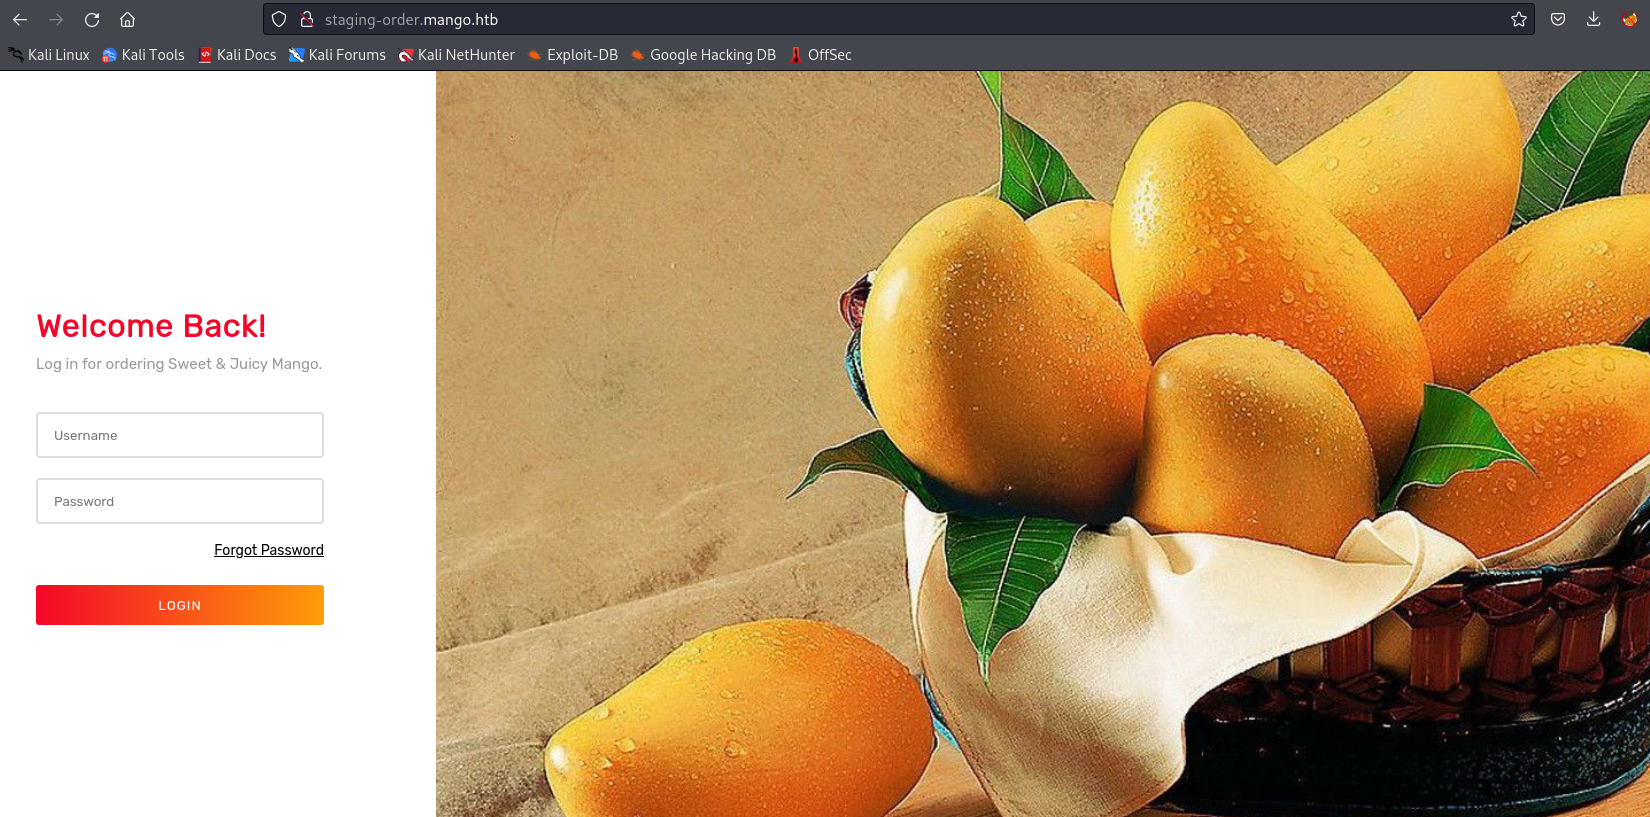 staging-order.mango.htb
Kali Linux Kali Tools Kali Docs Kali Forums Kali NetHunter Exploit-DB Google Hacking DB OffSec
Welcome Back!
Log in for ordering Sweet & Juicy Mango.
Username
Password
Forgot Password
LOGIN